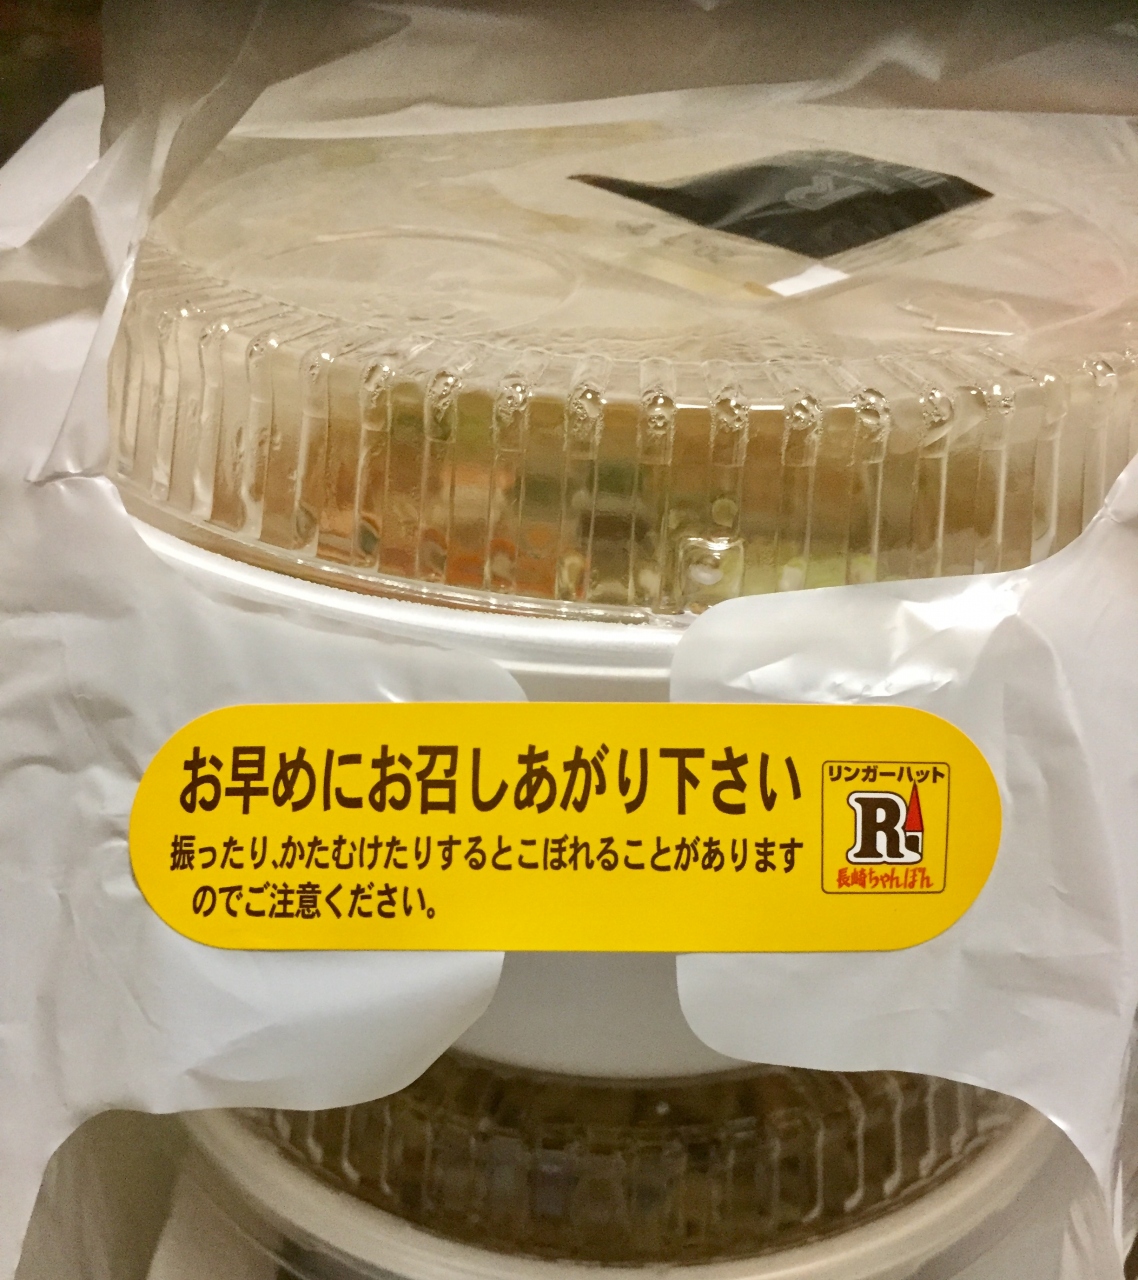 お早めにお召しあがり下さい
振ったり、かたむけたりするとこぼれることがあります
のでご注意ください。
リンガーハット
R
長崎ちゃんぽん